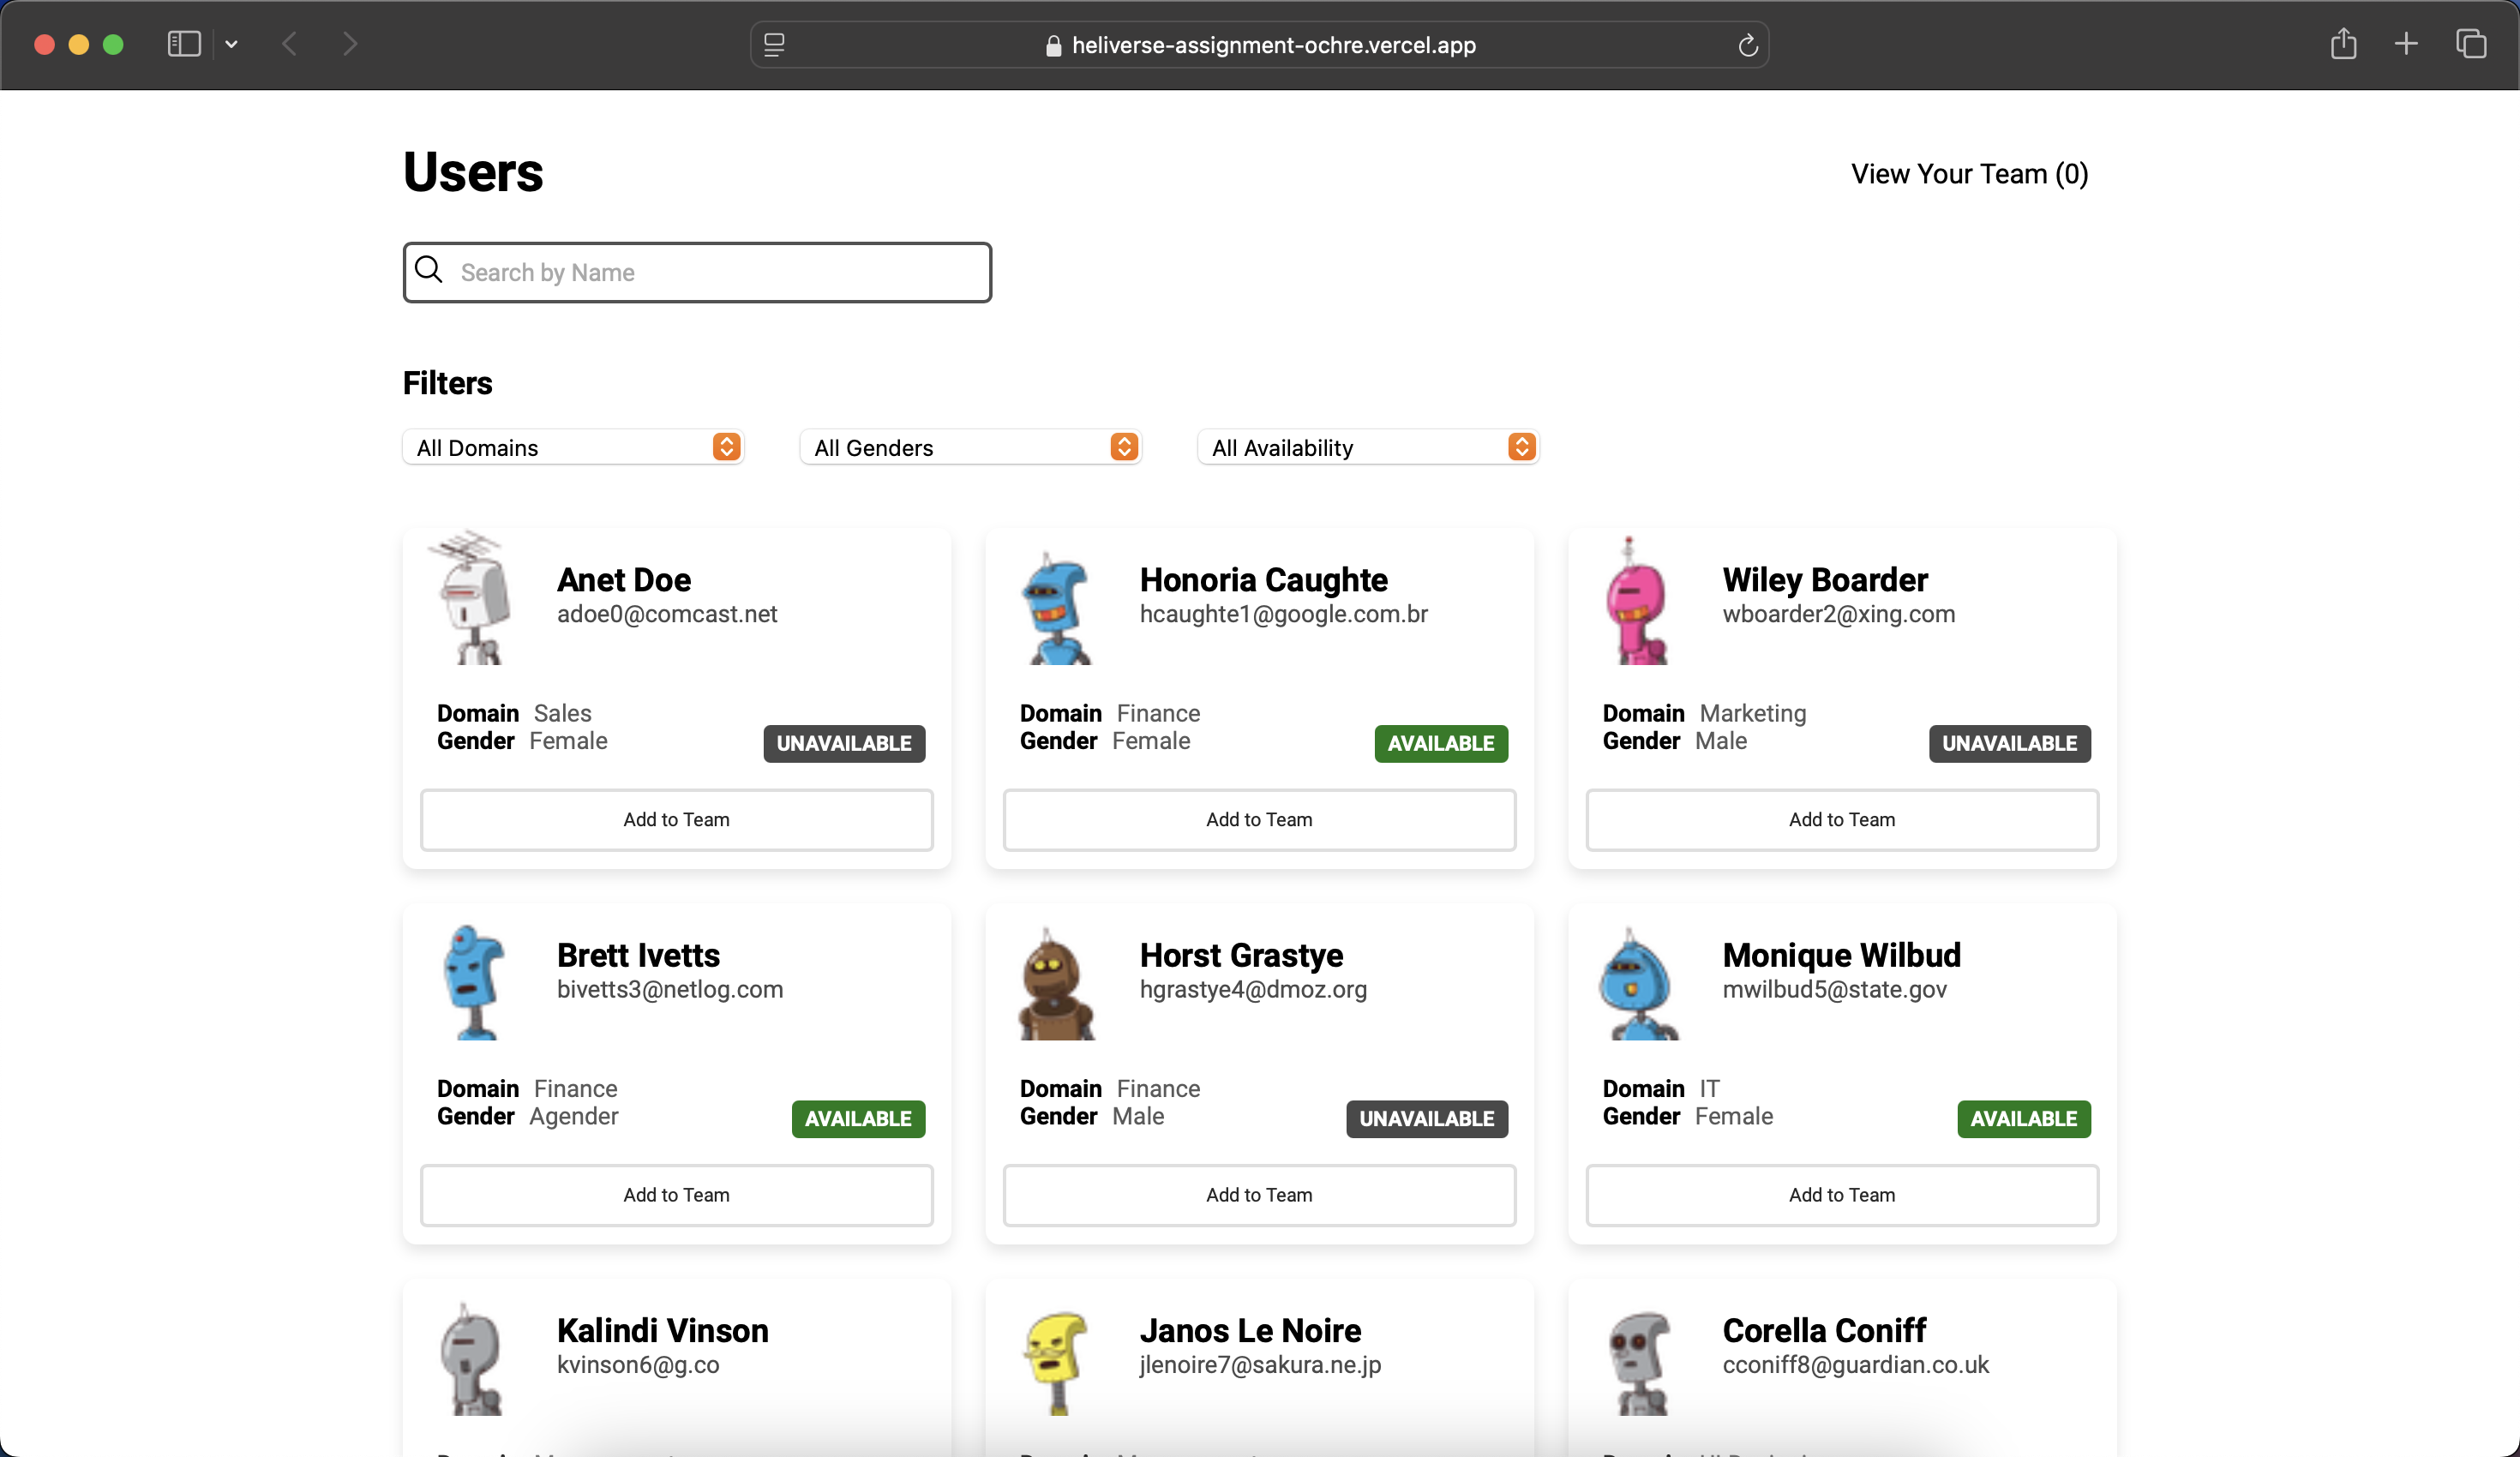 heliverse-assignment-ochre.vercel.app
Users
View Your Team (0)
Search by Name
Filters
All Domains
All Genders
All Availability
Anet Doe
adoe0@comcast.net
Domain Sales
Gender Female
UNAVAILABLE
Add to Team
Honoria Caughte
hcaughte1@google.com.br
Domain Finance
Gender Female
AVAILABLE
Add to Team
Wiley Boarder
wboarder2@xing.com
Domain Marketing
Gender Male
UNAVAILABLE
Add to Team
Brett Ivetts
bivetts3@netlog.com
Domain Finance
Gender Agender
AVAILABLE
Add to Team
Horst Grastye
hgrastye4@dmoz.org
Domain Finance
Gender Male
UNAVAILABLE
Add to Team
Monique Wilbud
mwilbud5@state.gov
Domain IT
Gender Female
AVAILABLE
Add to Team
Kalindi Vinson
kvinson6@g.co
Janos Le Noire
jlenoire7@sakura.ne.jp
Corella Coniff
cconiff8@guardian.co.uk